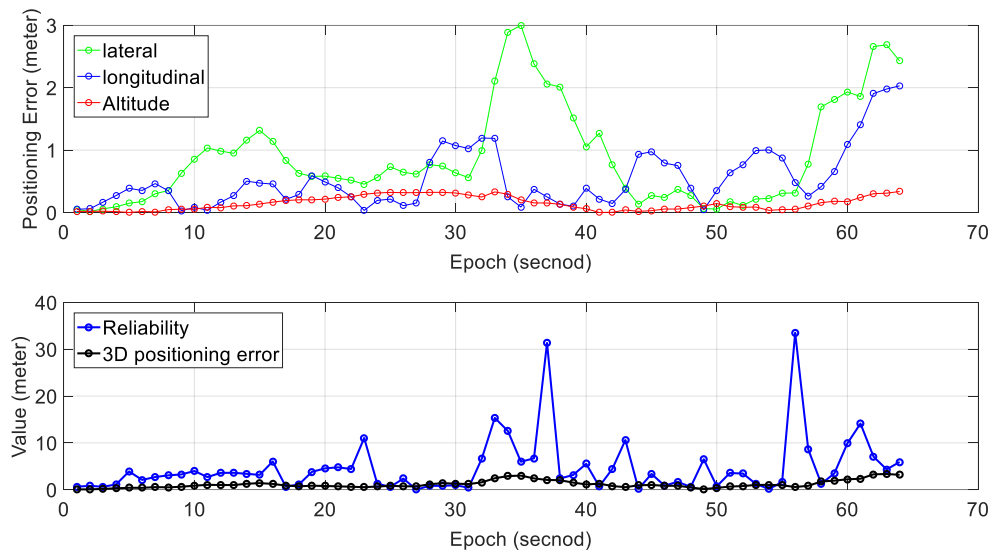 Positioning Error (meter)
3
2
1
0
lateral
longitudinal
Altitude
0 10 20 30 40 50 60 70
Epoch (secnod)
Value (meter)
40
30
20
10
0
Reliability
3D positioning error
0 10 20 30 40 50 60 70
Epoch (secnod)